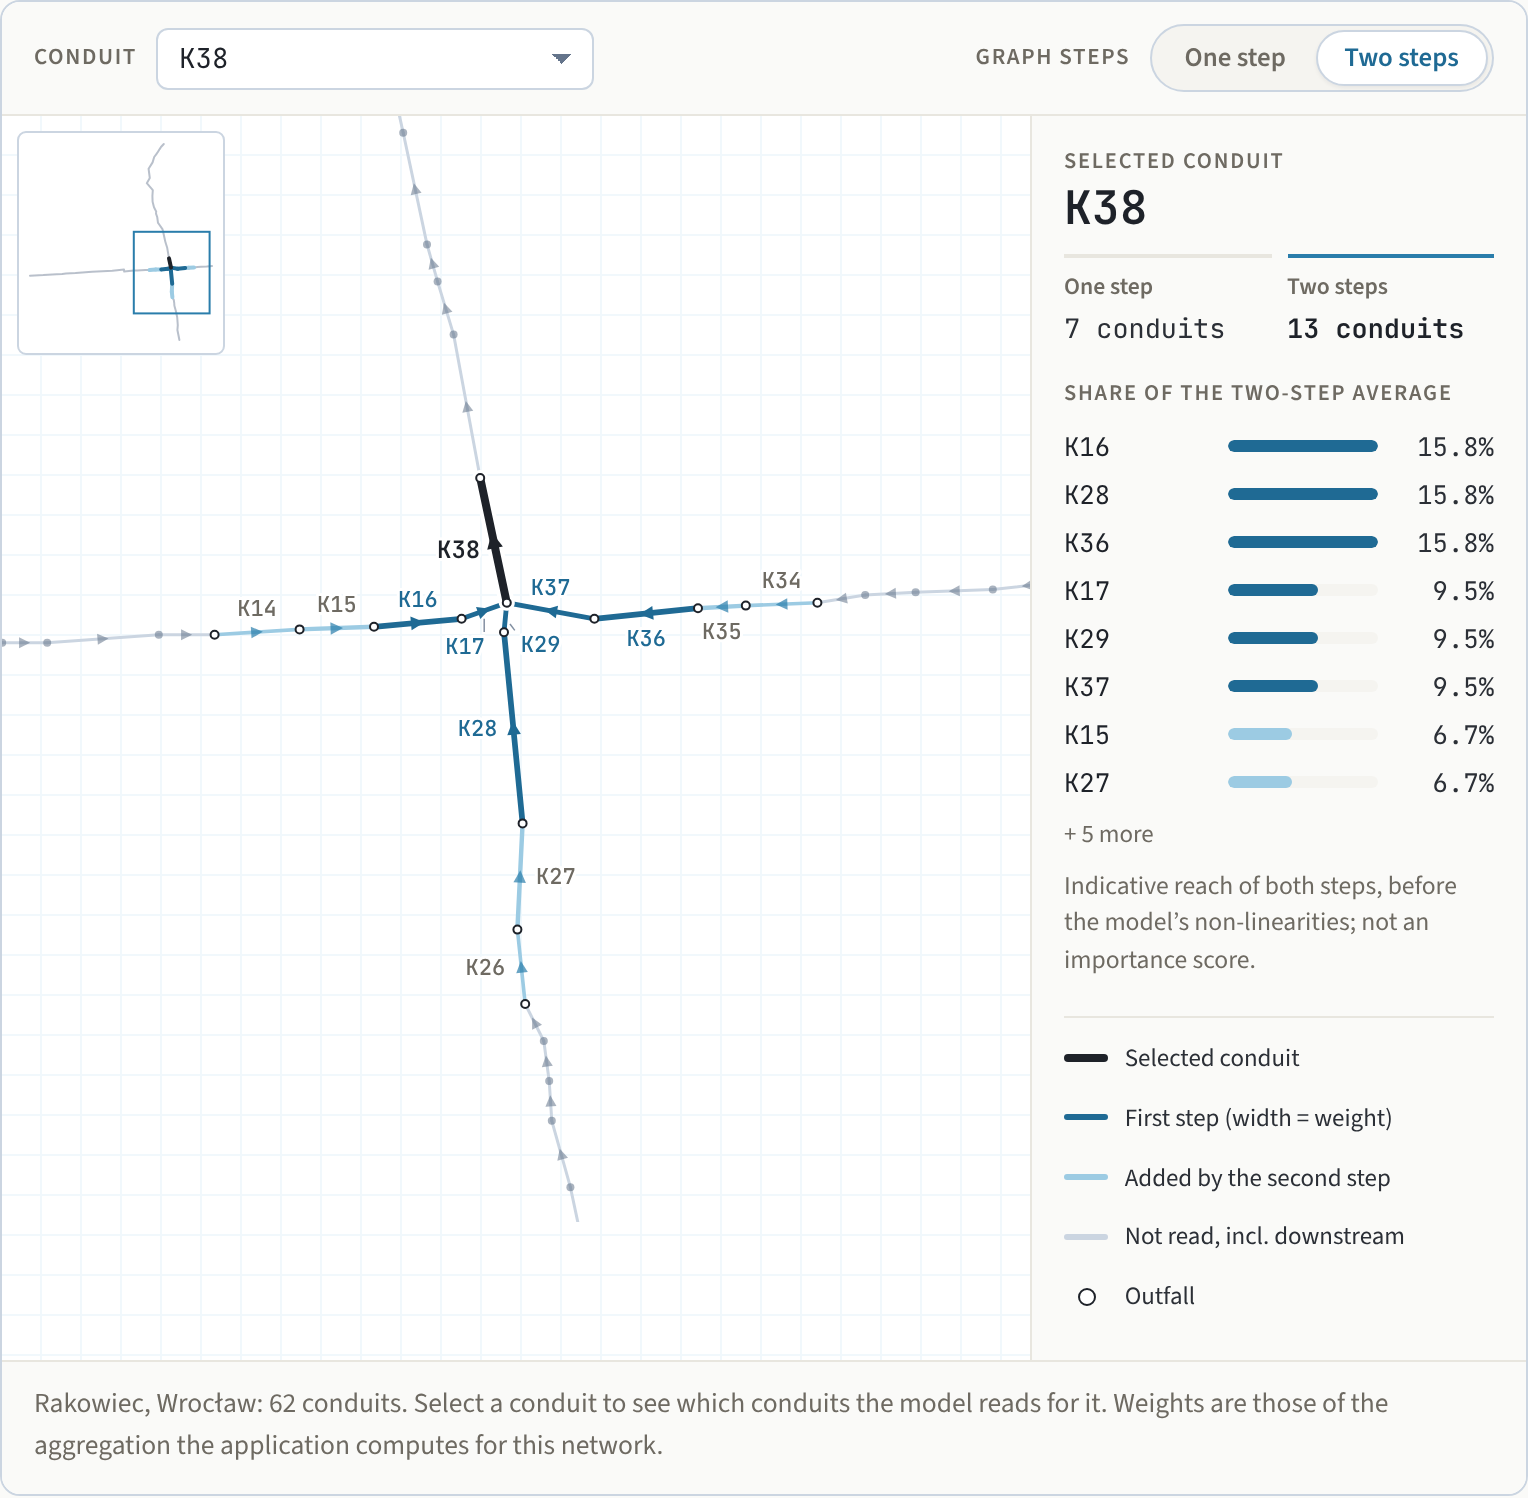 CONDUIT
K38
GRAPH STEPS
One step
Two steps
SELECTED CONDUIT
K38
One step
Two steps
7 conduits
13 conduits
SHARE OF THE TWO-STEP AVERAGE
K16 15.8%
K28 15.8%
K36 15.8%
K17 9.5%
K29 9.5%
K37 9.5%
K15 6.7%
K27 6.7%
+ 5 more
Indicative reach of both steps, before
the model’s non-linearities; not an
importance score.
Selected conduit
First step (width = weight)
Added by the second step
Not read, incl. downstream
Outfall
K38
K37
K34
K14
K15
K16
K17
K29
K36
K35
K28
K27
K26
Rakowiec, Wrocław: 62 conduits. Select a conduit to see which conduits the model reads for it. Weights are those of the
aggregation the application computes for this network.